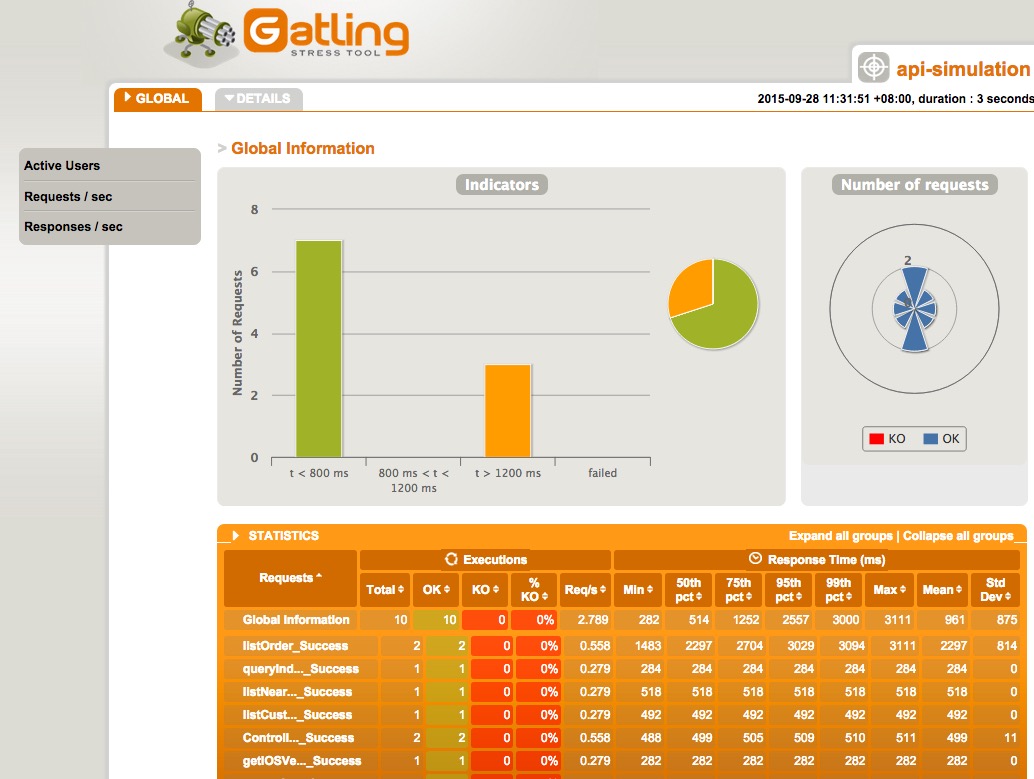 Gatling
STRESS TOOL
api-simulation
GLOBAL
DETAILS
2015-09-28 11:31:51 +08:00, duration : 3 seconds
Active Users
Requests / sec
Responses / sec
> Global Information
Indicators
Number of Requests
8
6
4
2
0
t < 800 ms
800 ms < t <
1200 ms
t > 1200 ms
failed
Number of requests
2
KO OK
STATISTICS
Expand all groups | Collapse all groups
Requests
Executions
Response Time (ms)
Total OK KO % KO Req/s Min 50th pct 75th pct 95th pct 99th pct Max Mean Std Dev
Global Information 10 10 0 0% 2.789 282 514 1252 2557 3000 3111 961 875
listOrder_Success 2 2 0 0% 0.558 1483 2297 2704 3029 3094 3111 2297 814
queryInd..._Success 1 1 0 0% 0.279 284 284 284 284 284 284 284 0
listNear..._Success 1 1 0 0% 0.279 518 518 518 518 518 518 518 0
listCust..._Success 1 1 0 0% 0.279 492 492 492 492 492 492 492 0
Controll..._Success 2 2 0 0% 0.558 488 499 505 509 510 511 499 11
getIOSVe..._Success 1 1 0 0% 0.279 282 282 282 282 282 282 282 0